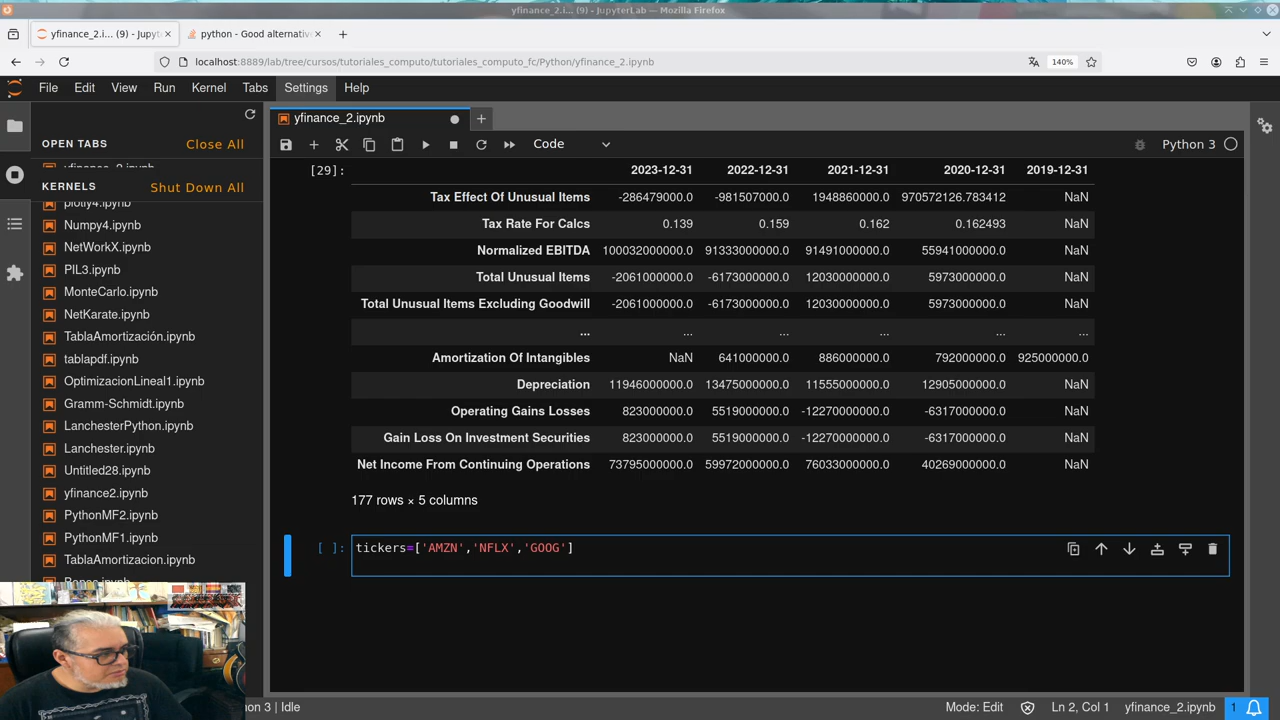 yfinance_2.i... (9) - JupyterLab — Mozilla Firefox
yfinance_2.i... (9) - Jupyt
python - Good alternativ
localhost:8889/lab/tree/cursos/tutoriales_computo/tutoriales_computo_fc/Python/yfinance_2.ipynb
140%
File Edit View Run Kernel Tabs Settings Help
OPEN TABS Close All
yfinance_2.ipynb
KERNELS Shut Down All
plotly4.ipynb
Numpy4.ipynb
NetWorkX.ipynb
PIL3.ipynb
MonteCarlo.ipynb
NetKarate.ipynb
TablaAmortización.ipynb
tablapdf.ipynb
OptimizacionLineal1.ipynb
Gramm-Schmidt.ipynb
LanchesterPython.ipynb
Lanchester.ipynb
Untitled28.ipynb
yfinance2.ipynb
PythonMF2.ipynb
PythonMF1.ipynb
TablaAmortizacion.ipynb
yfinance_2.ipynb
Code
Python 3
[29]:
2023-12-31 2022-12-31 2021-12-31 2020-12-31 2019-12-31
Tax Effect Of Unusual Items -286479000.0 -981507000.0 1948860000.0 970572126.783412 NaN
Tax Rate For Calcs 0.139 0.159 0.162 0.162493 NaN
Normalized EBITDA 100032000000.0 91333000000.0 91491000000.0 55941000000.0 NaN
Total Unusual Items -2061000000.0 -6173000000.0 12030000000.0 5973000000.0 NaN
Total Unusual Items Excluding Goodwill -2061000000.0 -6173000000.0 12030000000.0 5973000000.0 NaN
... ... ... ... ... ...
Amortization Of Intangibles NaN 641000000.0 886000000.0 792000000.0 925000000.0
Depreciation 11946000000.0 13475000000.0 11555000000.0 12905000000.0 NaN
Operating Gains Losses 823000000.0 5519000000.0 -12270000000.0 -6317000000.0 NaN
Gain Loss On Investment Securities 823000000.0 5519000000.0 -12270000000.0 -6317000000.0 NaN
Net Income From Continuing Operations 73795000000.0 59972000000.0 76033000000.0 40269000000.0 NaN
177 rows × 5 columns
[ ]: tickers=['AMZN','NFLX','GOOG']
on 3 | Idle
Mode: Edit
Ln 2, Col 1
yfinance_2.ipynb
1